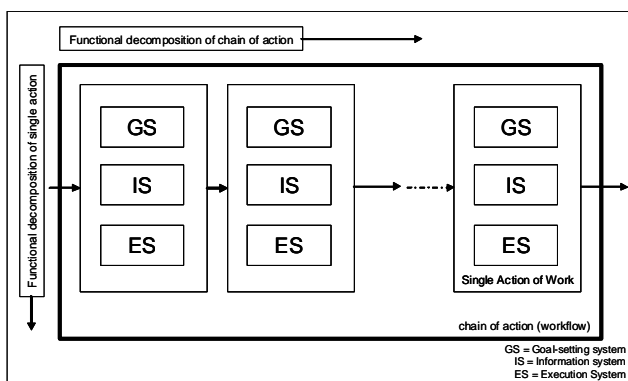 Functional decomposition of chain of action
Functional decomposition of single action
GS
IS
ES
GS
IS
ES
GS
IS
ES
Single Action of Work
chain of action (workflow)
GS = Goal-setting system
IS = Information system
ES = Execution System